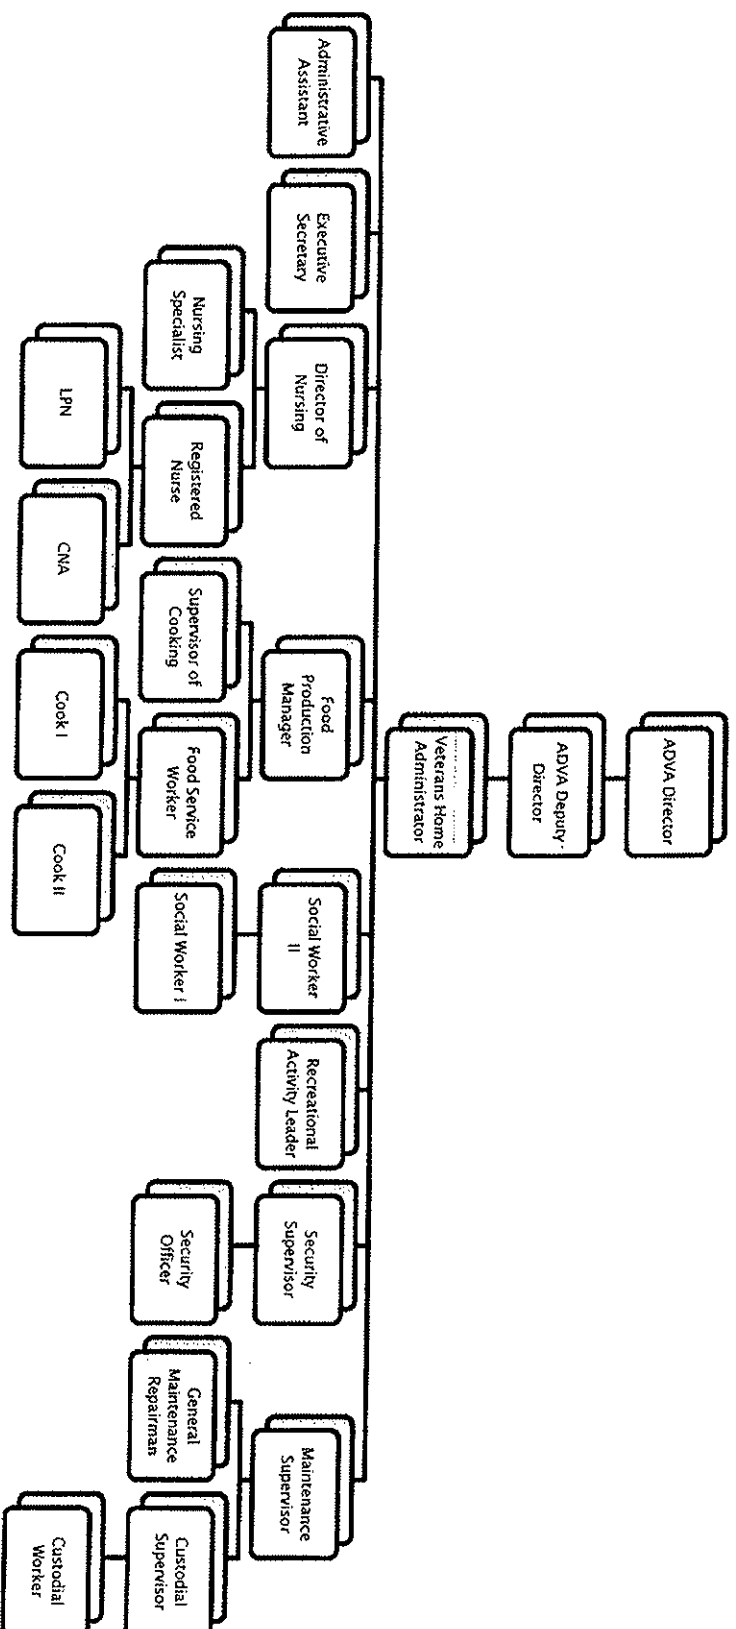 ADVA Director
ADVA Deputy
Director
Veterans Home
Administrator
Administrative
Assistant
Executive
Secretary
Director of
Nursing
Food
Production
Manager
Social Worker
II
Recreational
Activity Leader
Security
Supervisor
Maintenance
Supervisor
Nursing
Specialist
Registered
Nurse
Supervisor of
Cooking
Food Service
Worker
Social Worker I
Security
Officer
General
Maintenance
Repairman
Custodial
Supervisor
LPN
CNA
Cook I
Cook II
Custodial
Worker